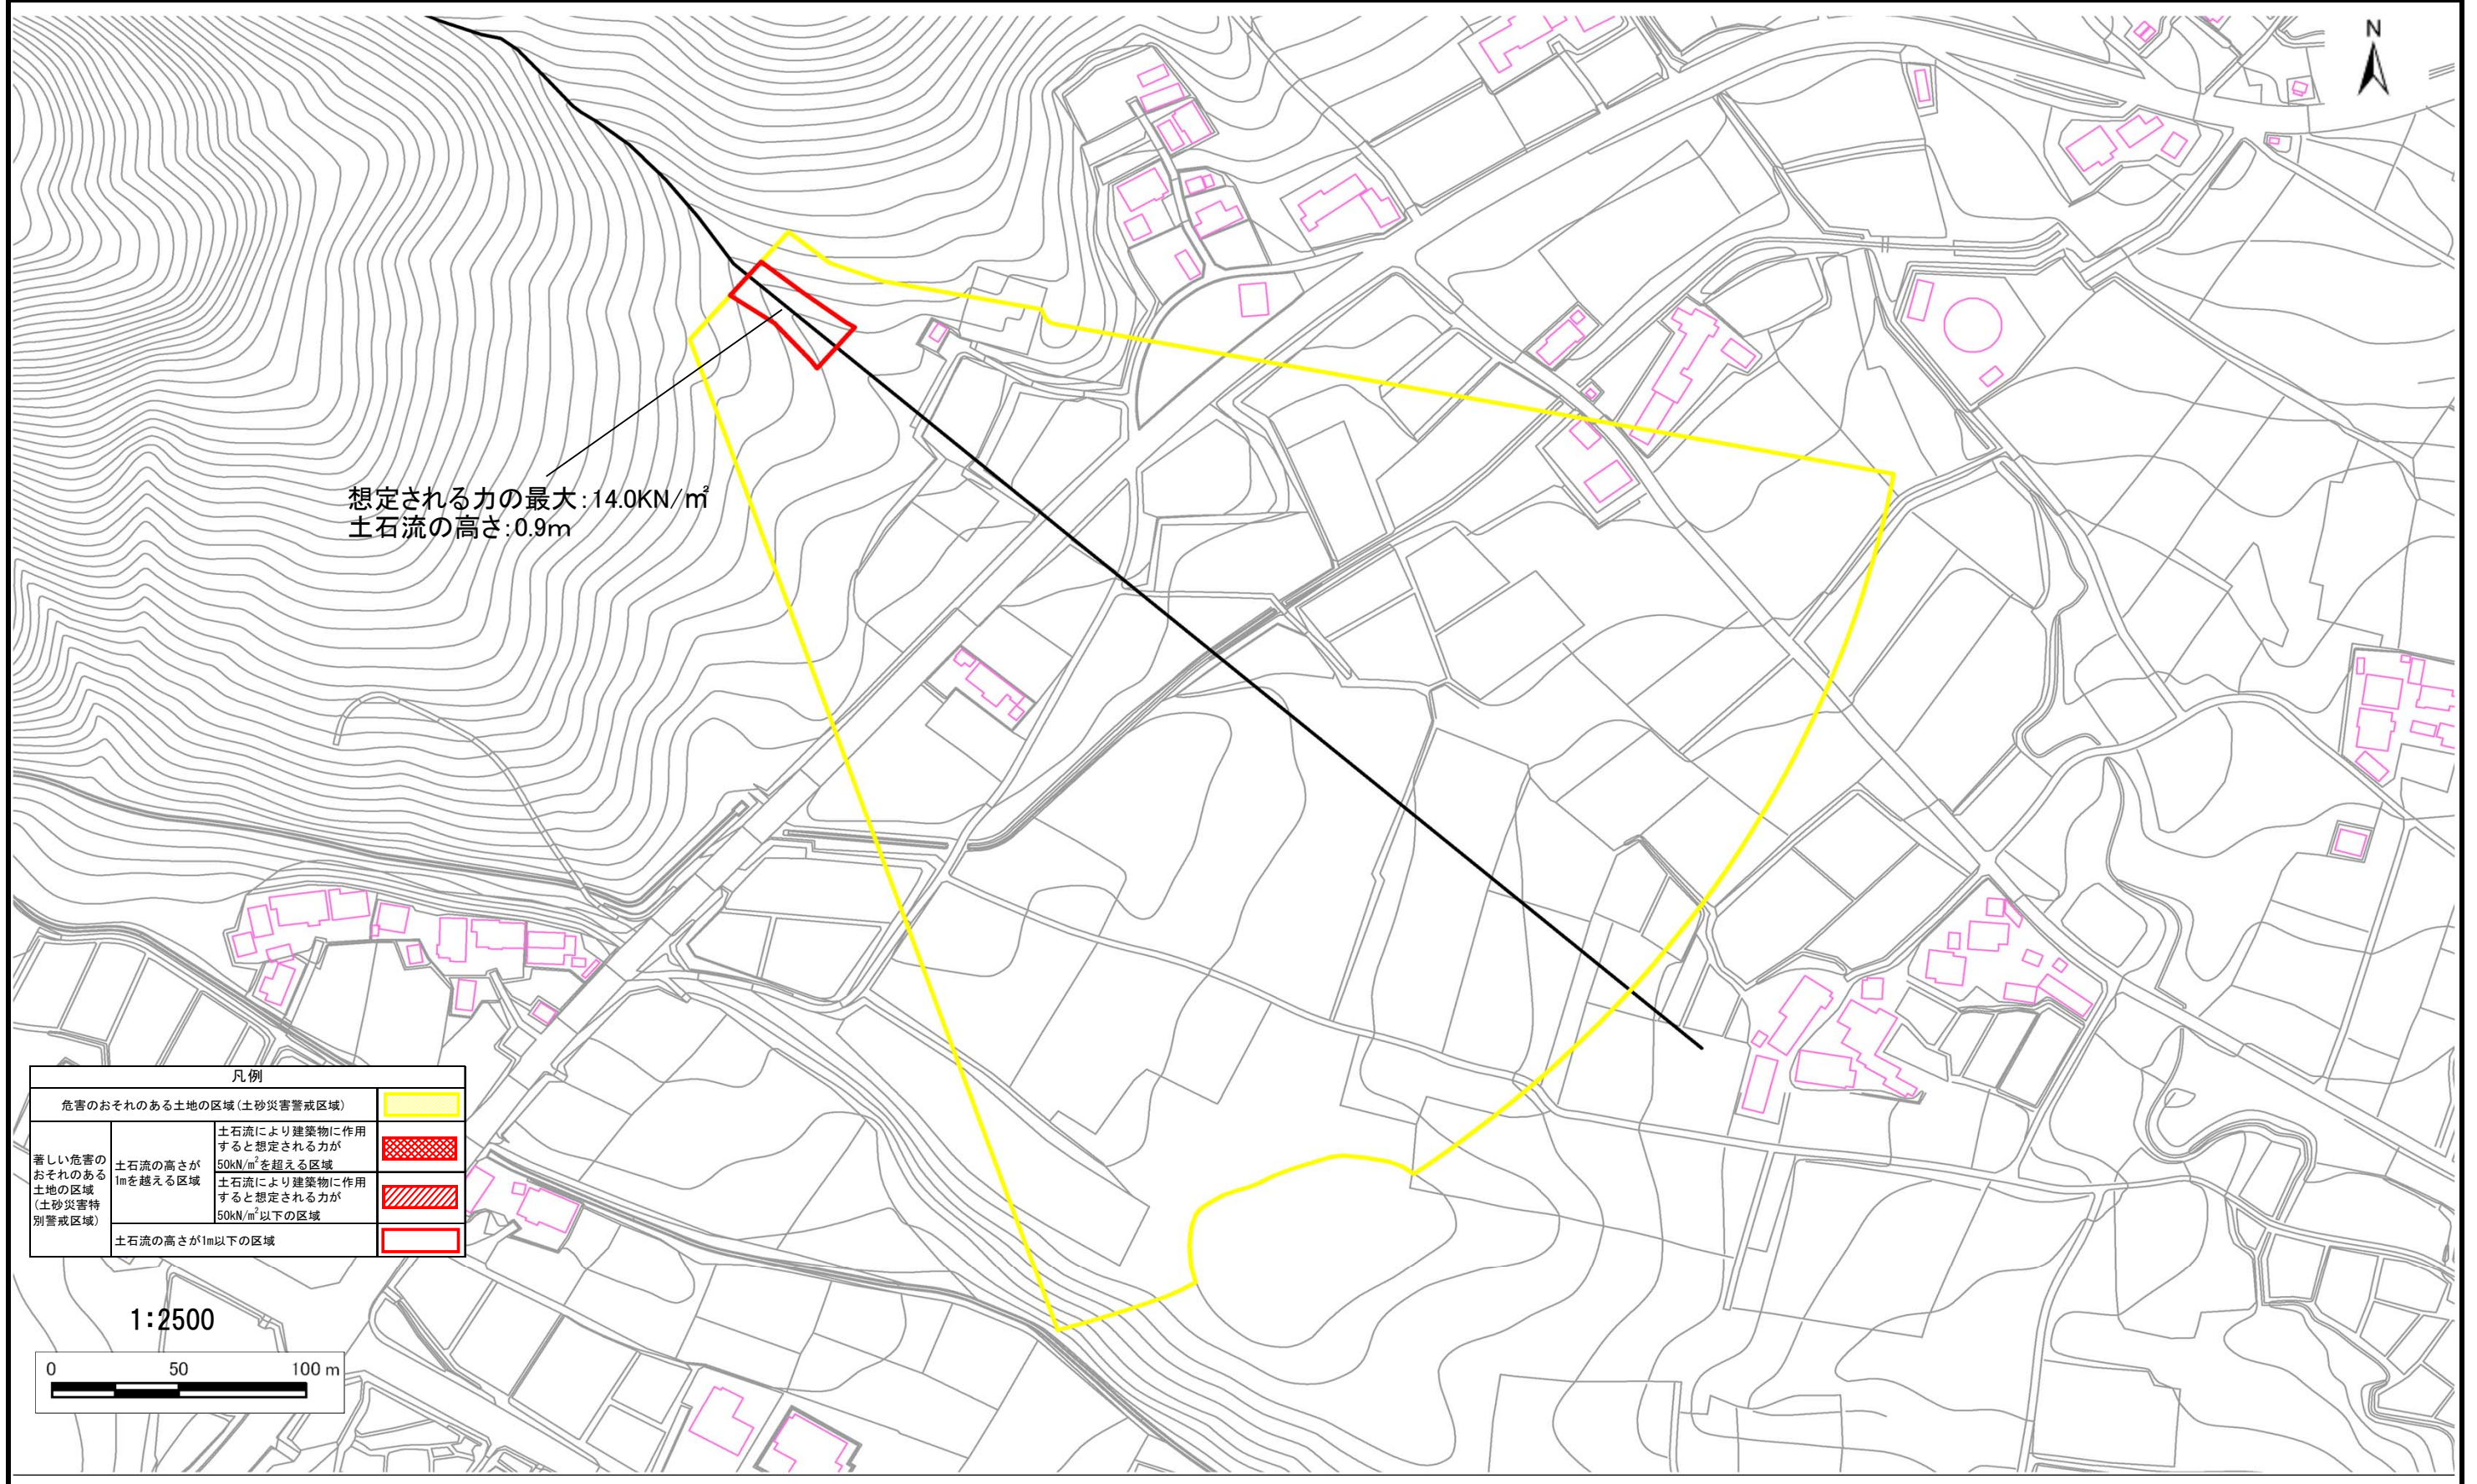 N
想定される力の最大:14.0KN/㎡
土石流の高さ:0.9m
凡例
危害のおそれのある土地の区域(土砂災害警戒区域)
著しい危害の
おそれのある
土地の区域
(土砂災害特
別警戒区域)
土石流の高さが
1mを越える区域
土石流により建築物に作用
すると想定される力が
50kN/m²を超える区域
土石流により建築物に作用
すると想定される力が
50kN/m²以下の区域
土石流の高さが1m以下の区域
1:2500
0 50 100 m